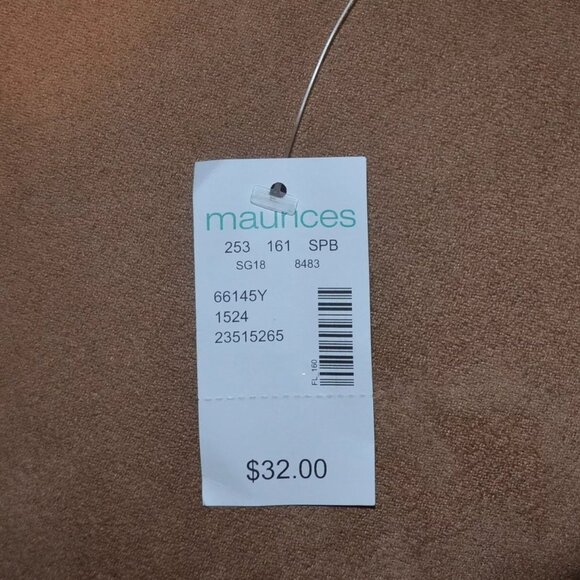 maurices
253 161 SPB
SG18 8483
66145Y
1524
23515265
FL 160
$32.00